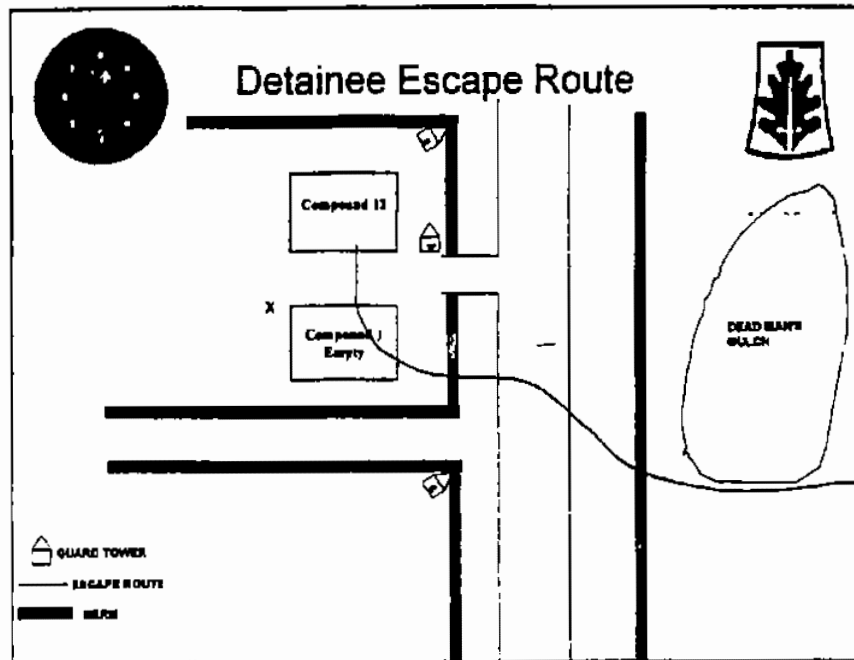 Detainee Escape Route
Compound 12
X
Compound 1
Empty
DEAD MAN'S
GULCH
GUARD TOWER
ESCAPE ROUTE
BERM